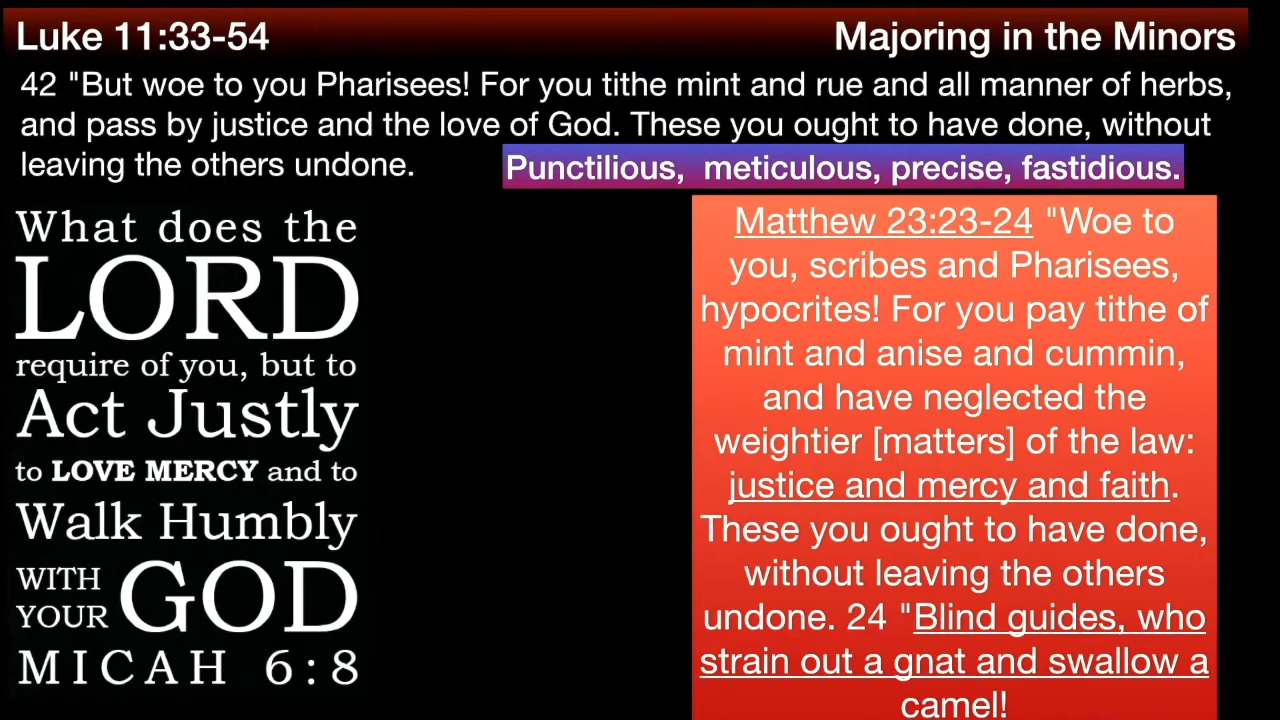 Luke 11:33-54
Majoring in the Minors
42 "But woe to you Pharisees! For you tithe mint and rue and all manner of herbs,
and pass by justice and the love of God. These you ought to have done, without
leaving the others undone.
Punctilious,  meticulous, precise, fastidious.
What does the
LORD
require of you, but to
Act Justly
to LOVE MERCY and to
Walk Humbly
WITH
YOUR GOD
MICAH 6:8
Matthew 23:23-24 "Woe to
you, scribes and Pharisees,
hypocrites! For you pay tithe of
mint and anise and cummin,
and have neglected the
weightier [matters] of the law:
justice and mercy and faith.
These you ought to have done,
without leaving the others
undone. 24 "Blind guides, who
strain out a gnat and swallow a
camel!